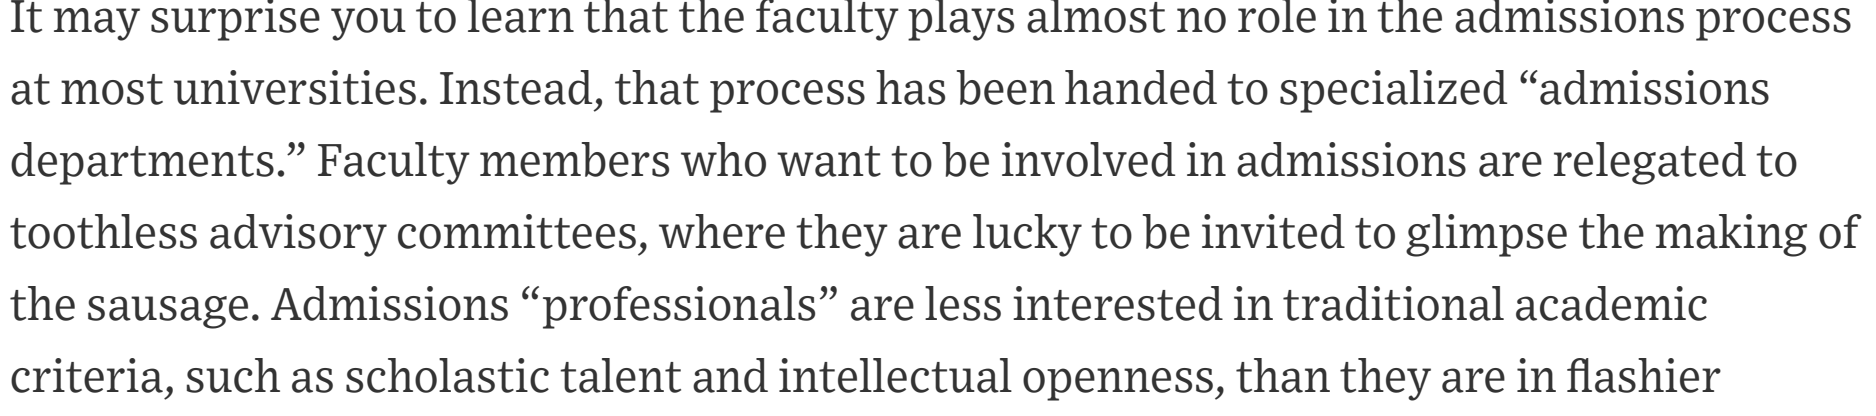 It may surprise you to learn that the faculty plays almost no role in the admissions process
at most universities. Instead, that process has been handed to specialized “admissions
departments.” Faculty members who want to be involved in admissions are relegated to
toothless advisory committees, where they are lucky to be invited to glimpse the making of
the sausage. Admissions “professionals” are less interested in traditional academic
criteria, such as scholastic talent and intellectual openness, than they are in flashier